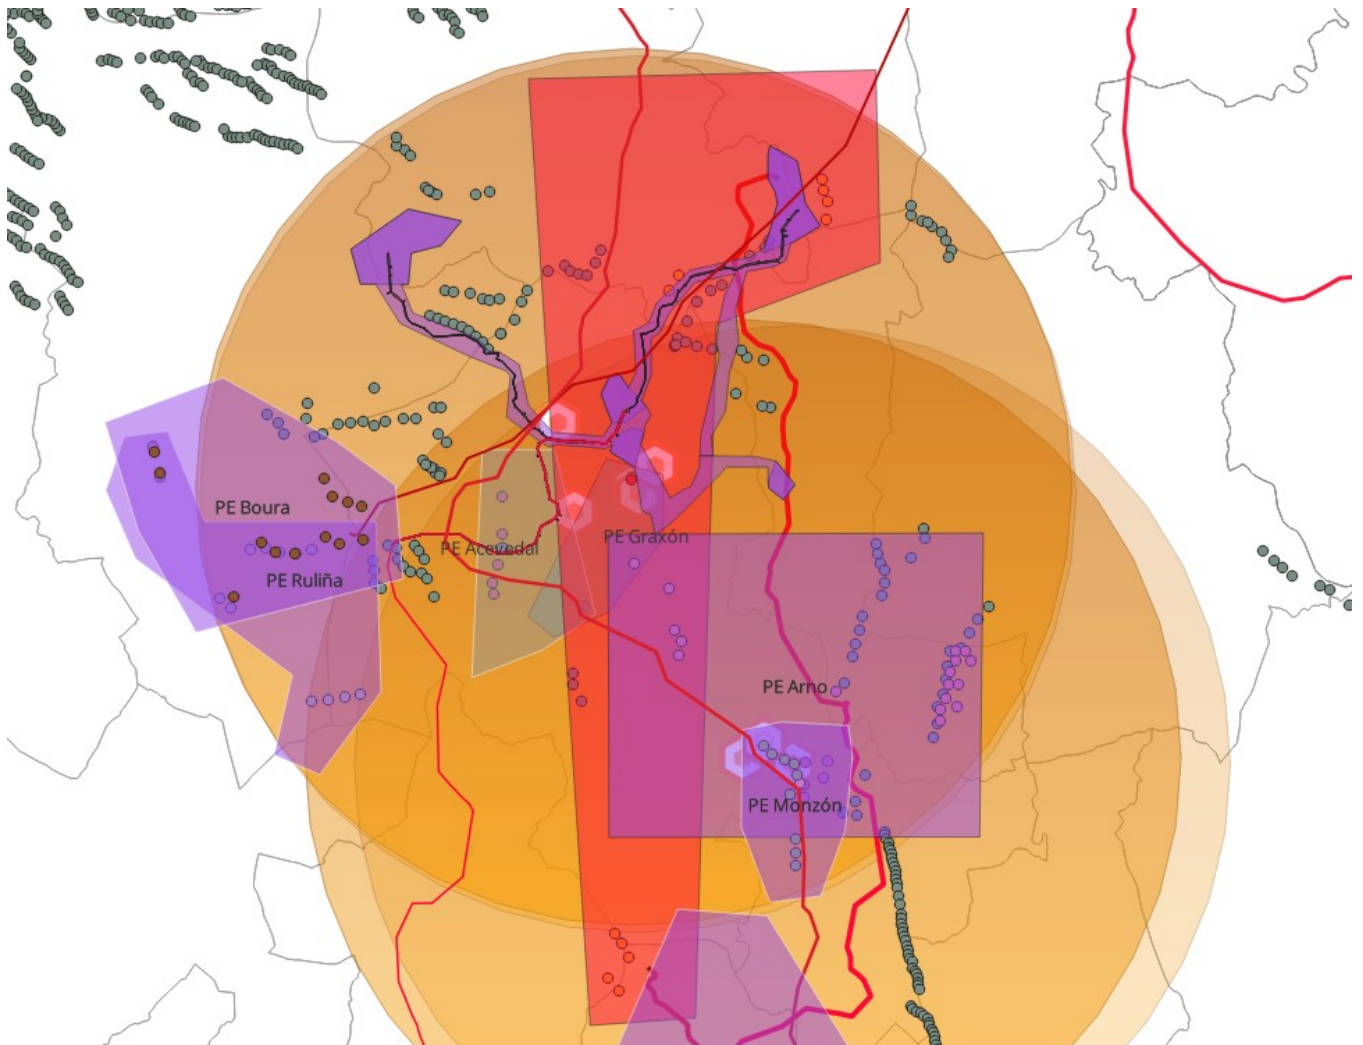 PE Boura
PE Acevedal
PE Graxón
PE Ruliña
PE Arno
PE Monzón